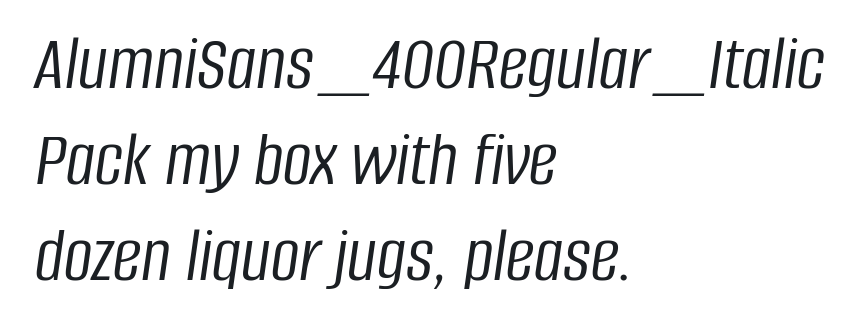 AlumniSans__400Regular__Italic
Pack my box with five
dozen liquor jugs, please.